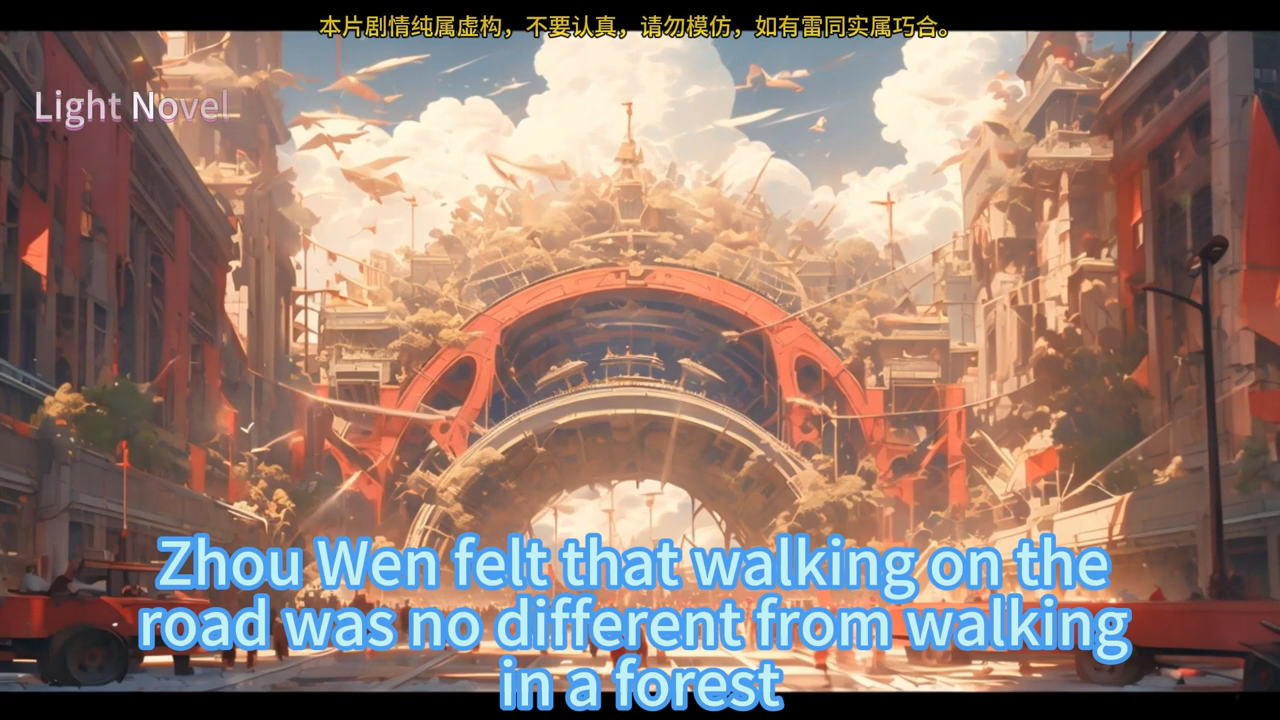 本片剧情纯属虚构，不要认真，请勿模仿，如有雷同实属巧合。
Light Novel
Zhou Wen felt that walking on the
road was no different from walking
in a forest